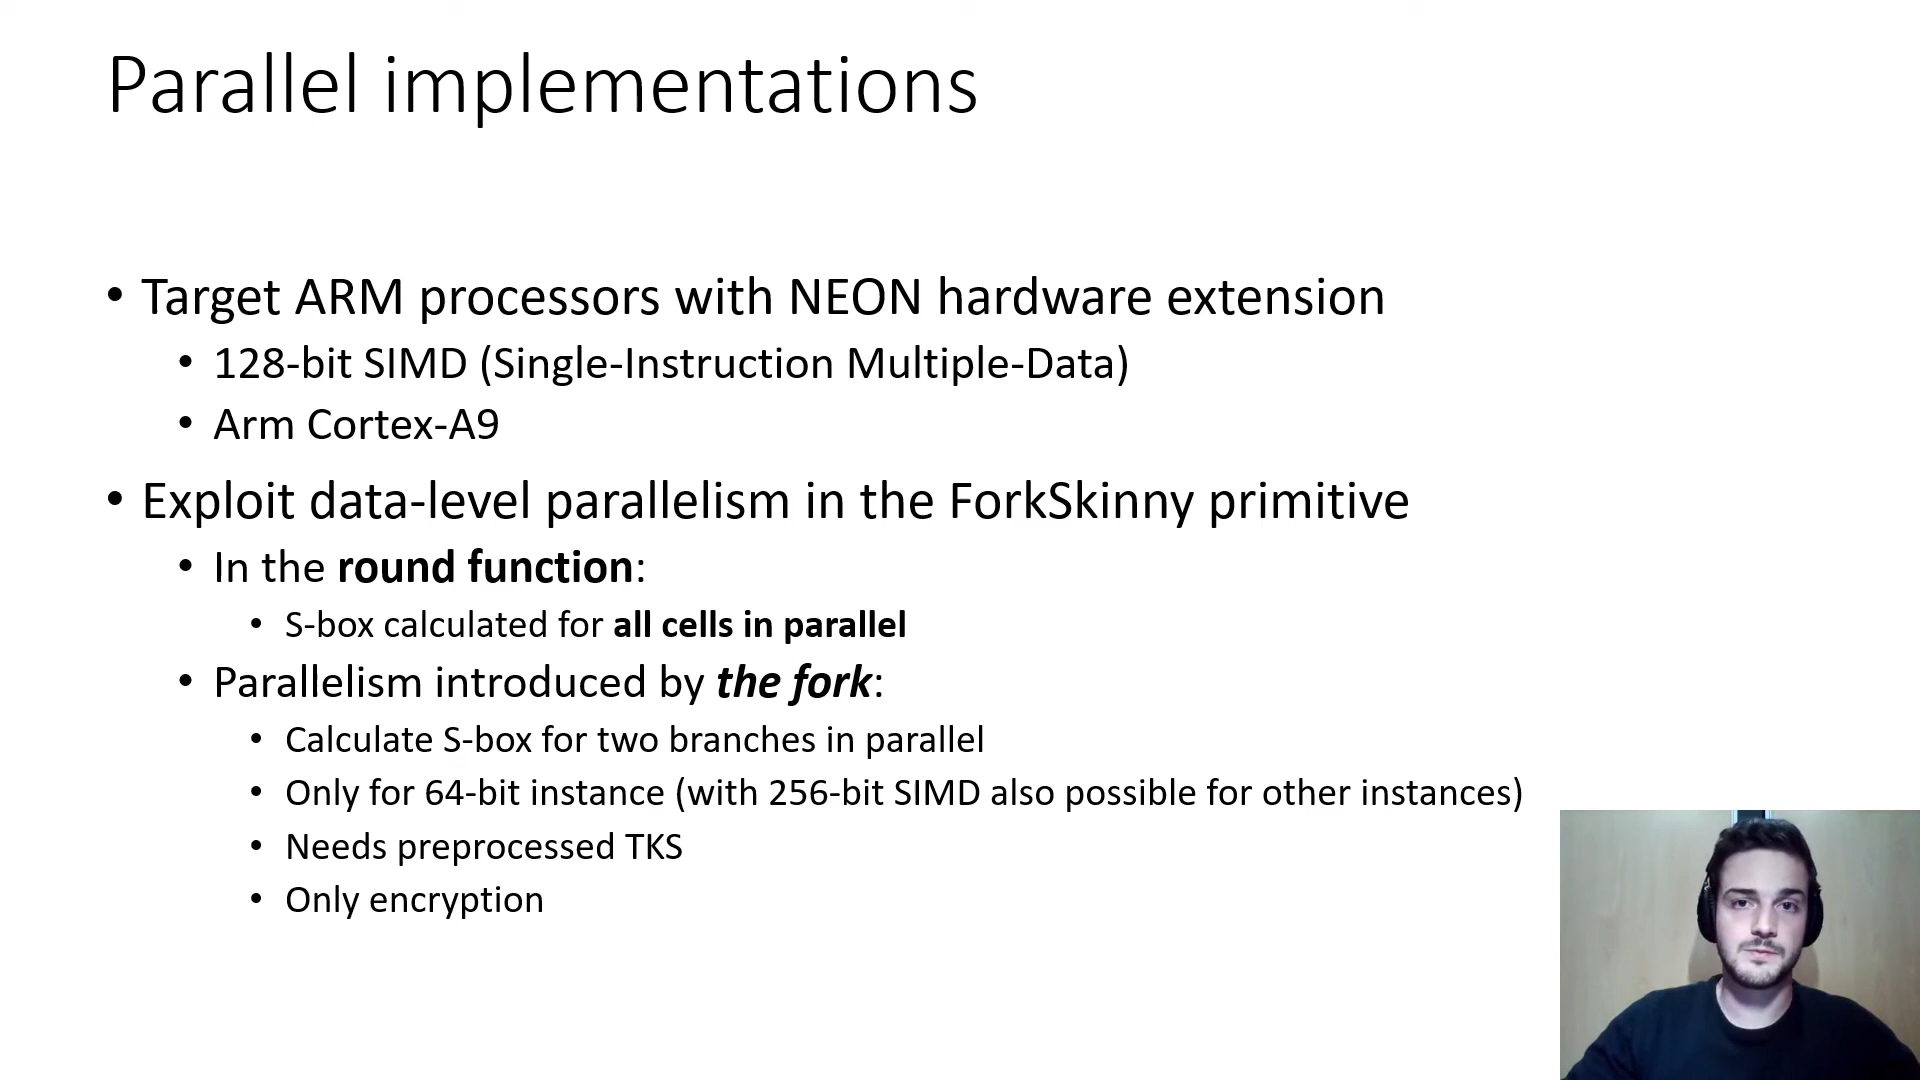 Parallel implementations
• Target ARM processors with NEON hardware extension
• 128-bit SIMD (Single-Instruction Multiple-Data)
• Arm Cortex-A9
• Exploit data-level parallelism in the ForkSkinny primitive
• In the round function:
• S-box calculated for all cells in parallel
• Parallelism introduced by the fork:
• Calculate S-box for two branches in parallel
• Only for 64-bit instance (with 256-bit SIMD also possible for other instances)
• Needs preprocessed TKS
• Only encryption